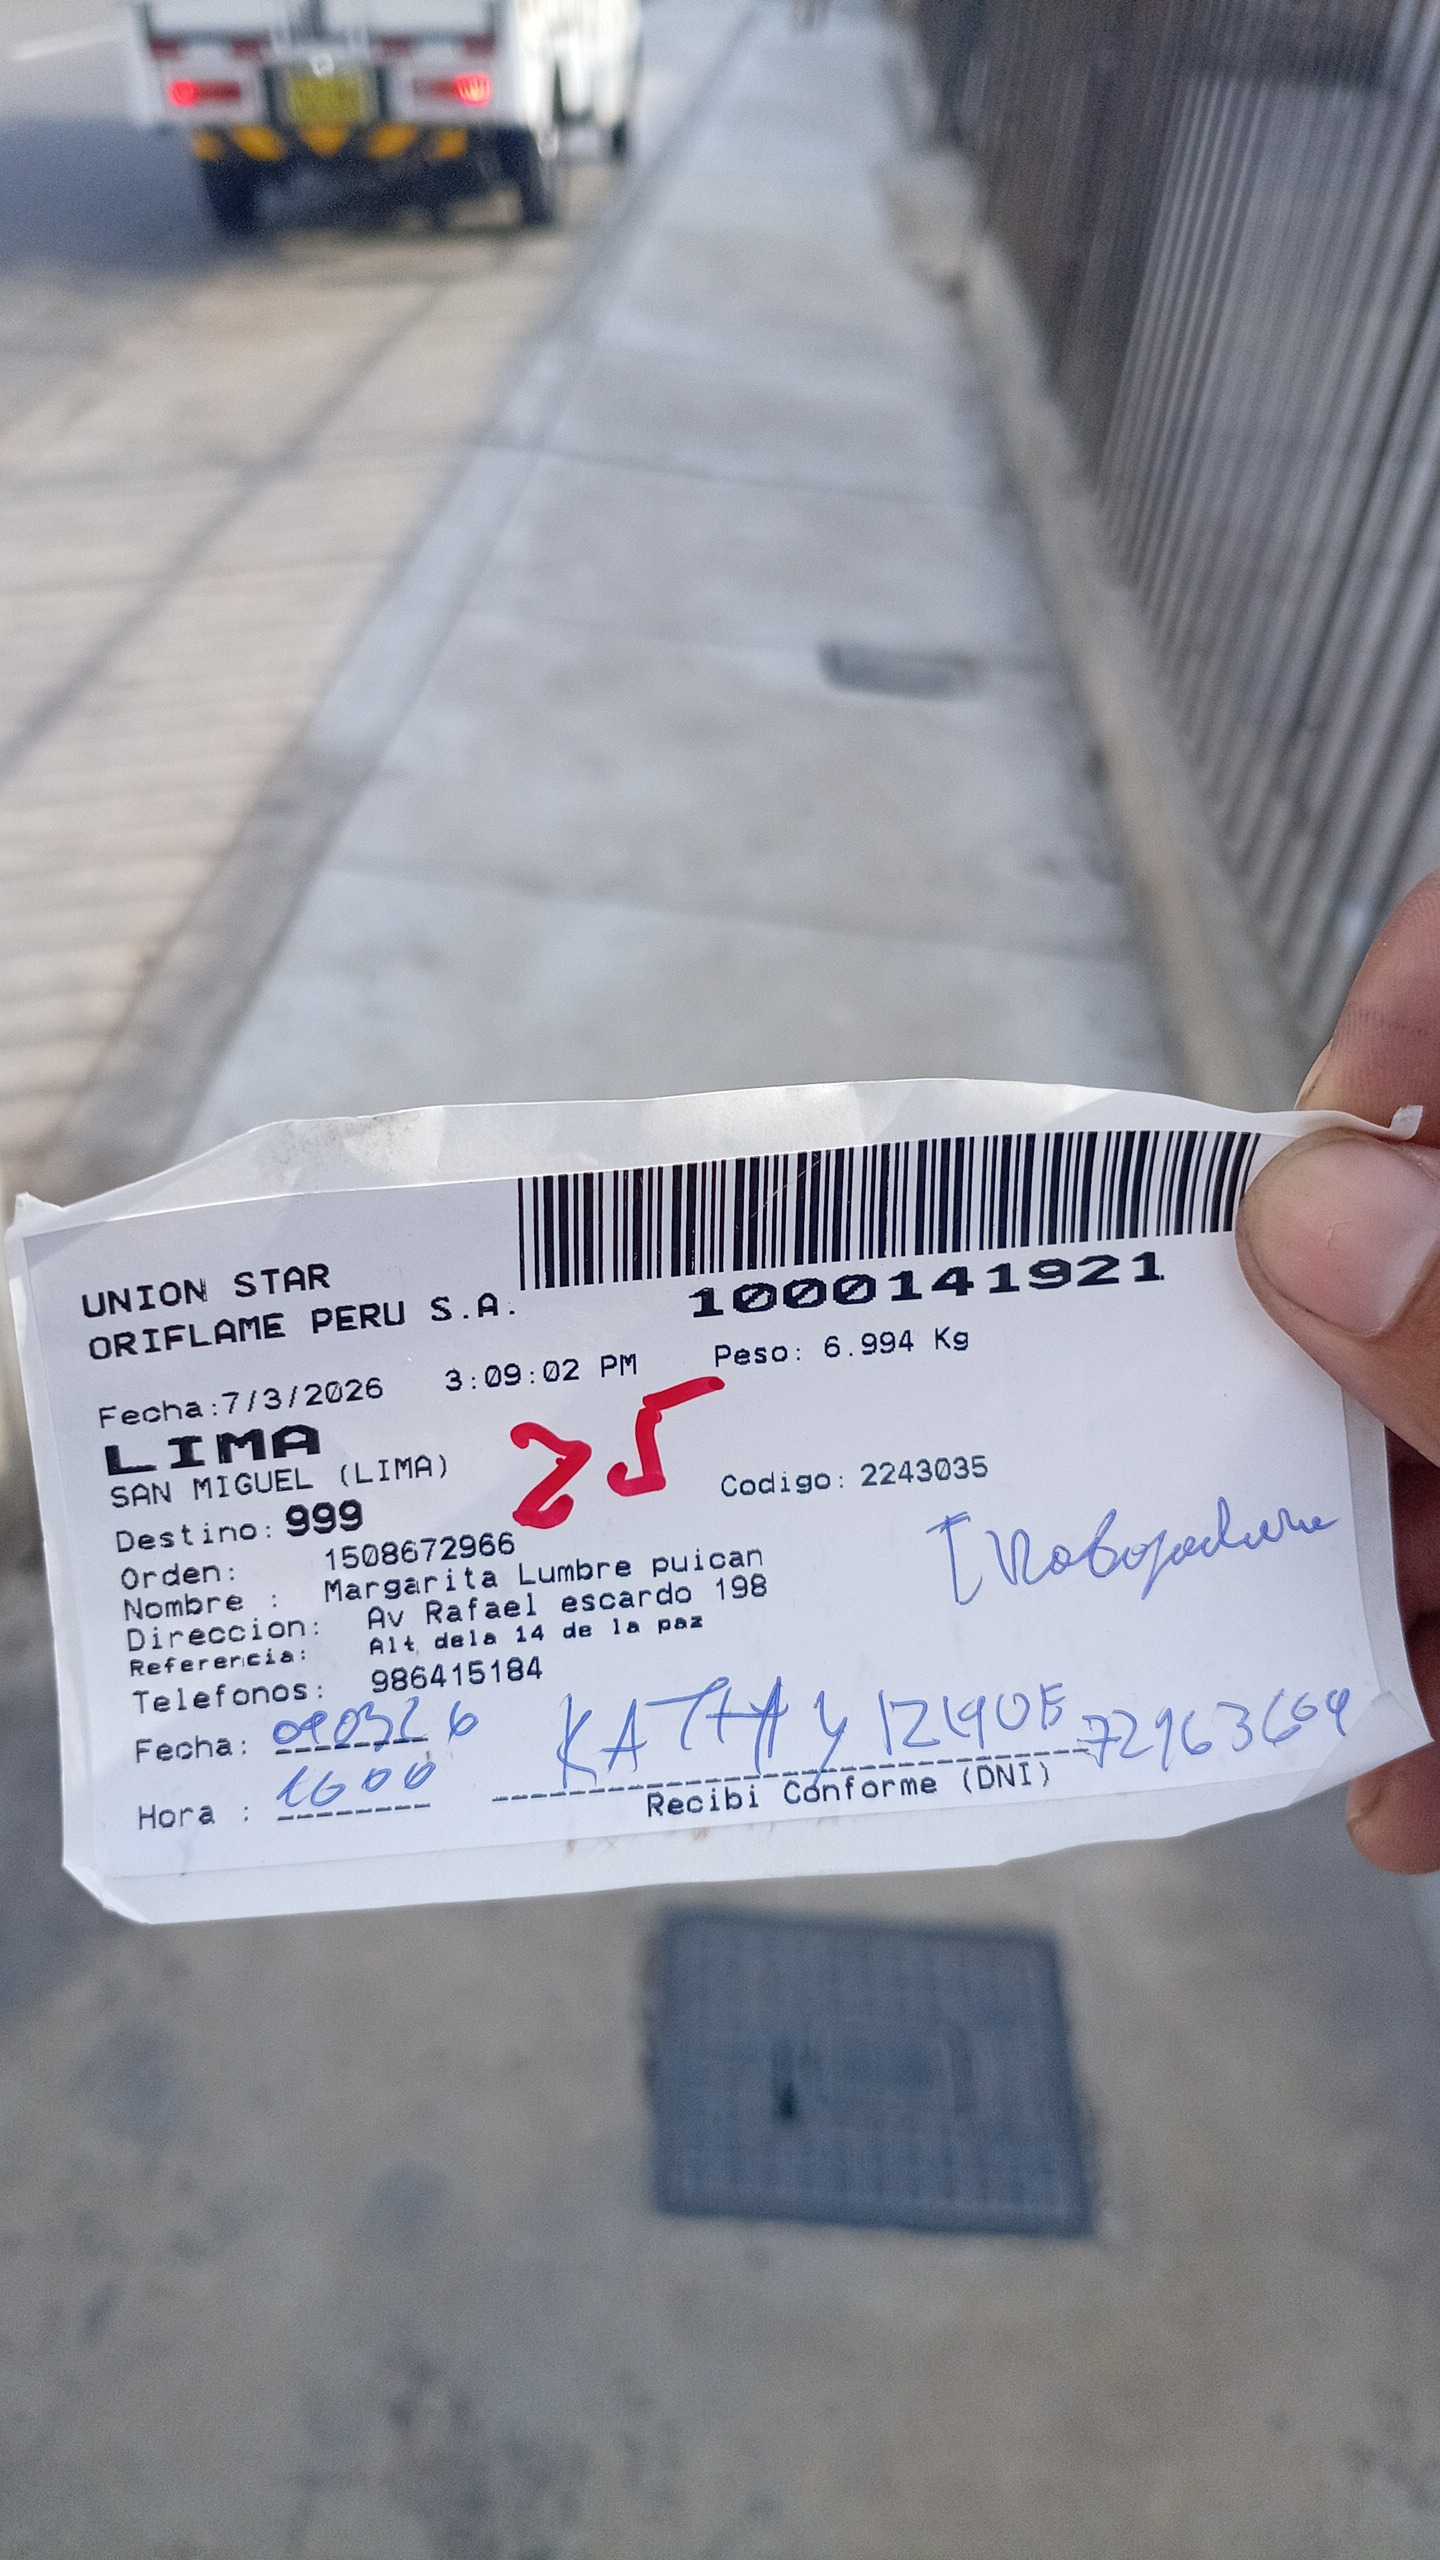 UNION STAR
ORIFLAME PERU S.A.
1000141921
Fecha:7/3/2026 3:09:02 PM Peso: 6.994 Kg
LIMA
25
SAN MIGUEL (LIMA)
Codigo: 2243035
Destino: 999
Orden: 1508672966
Nombre : Margarita Lumbre puican
Direccion: Av Rafael escardo 198
Referencia: Alt dela 14 de la paz
Telefonos: 986415184
Fecha: 090326
KATHY
Hora : 1600
Recibi Conforme (DNI)